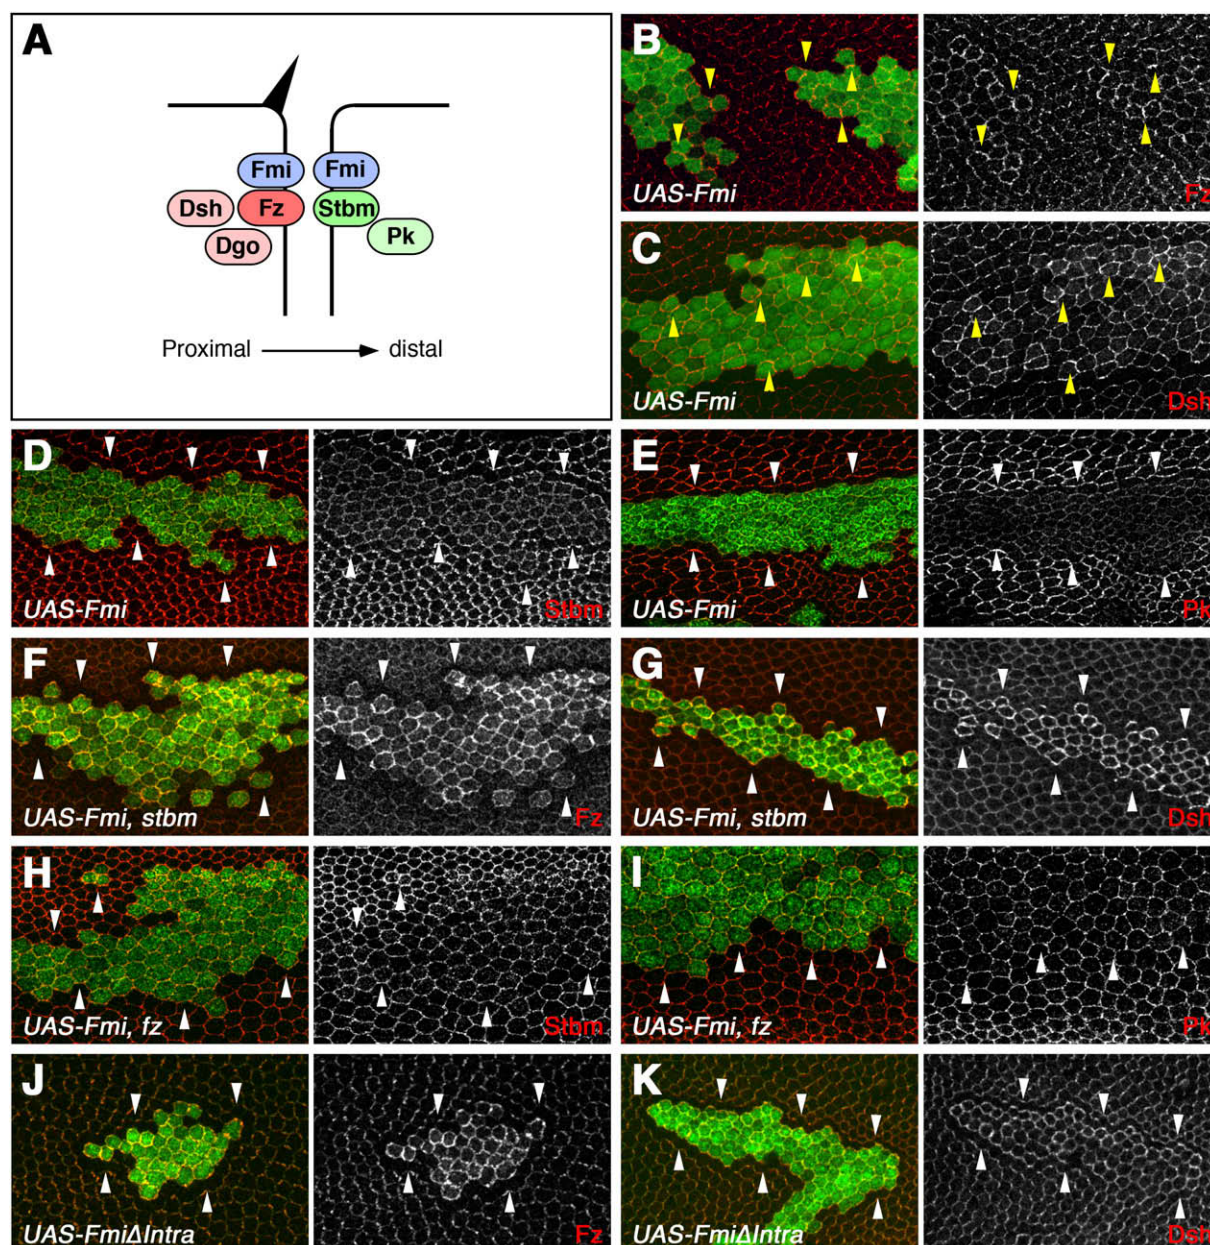 A
Fmi
Fmi
Dsh
Fz
Stbm
Dgo
Pk
Proximal
distal
B
UAS-Fmi
Fz
C
UAS-Fmi
Dsh
D
UAS-Fmi
Stbm
E
UAS-Fmi
Pk
F
UAS-Fmi, stbm
Fz
G
UAS-Fmi, stbm
Dsh
H
UAS-Fmi, fz
Stbm
I
UAS-Fmi, fz
Pk
J
UAS-FmiΔIntra
Fz
K
UAS-FmiΔIntra
Dsh